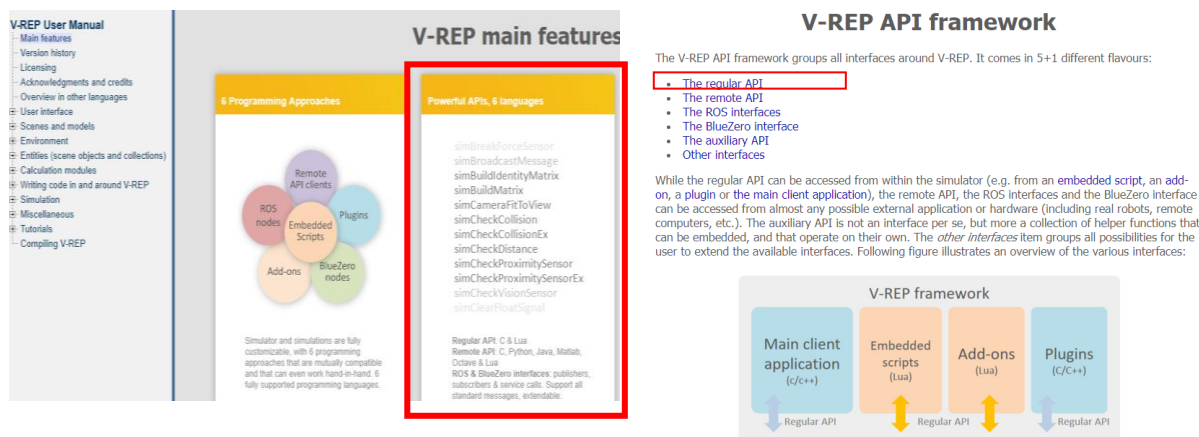 V-REP User Manual
Main features
Version history
Licensing
Acknowledgments and credits
Overview in other languages
User interface
Scenes and models
Environment
Entities (scene objects and collections)
Calculation modules
Writing code in and around V-REP
Simulation
Miscellaneous
Tutorials
Compiling V-REP
V-REP main features
6 Programming Approaches
Remote
API clients
ROS
nodes
Embedded
Scripts
Plugins
Add-ons
BlueZero
nodes
Simulator and simulations are fully
customizable, with 6 programming
approaches that are mutually compatible
and that can even work hand-in-hand. 6
fully supported programming languages.
Powerful APIs, 6 languages
simBreakForceSensor
simBroadcastMessage
simBuildIdentityMatrix
simBuildMatrix
simCameraFitToView
simCheckCollision
simCheckCollisionEx
simCheckDistance
simCheckProximitySensor
simCheckProximitySensorEx
simCheckVisionSensor
simClearFloatSignal
Regular API: C & Lua
Remote API: C, Python, Java, Matlab,
Octave & Lua
ROS & BlueZero interfaces: publishers,
subscribers & service calls. Support all
standard messages, extendable.
V-REP API framework
The V-REP API framework groups all interfaces around V-REP. It comes in 5+1 different flavours:
The regular API
The remote API
The ROS interfaces
The BlueZero interface
The auxiliary API
Other interfaces
While the regular API can be accessed from within the simulator (e.g. from an embedded script, an add-
on, a plugin or the main client application), the remote API, the ROS interfaces and the BlueZero interface
can be accessed from almost any possible external application or hardware (including real robots, remote
computers, etc.). The auxiliary API is not an interface per se, but more a collection of helper functions that
can be embedded, and that operate on their own. The other interfaces item groups all possibilities for the
user to extend the available interfaces. Following figure illustrates an overview of the various interfaces:
V-REP framework
Main client
application
(c/c++)
Embedded
scripts
(Lua)
Add-ons
(Lua)
Plugins
(C/C++)
Regular API
Regular API
Regular API